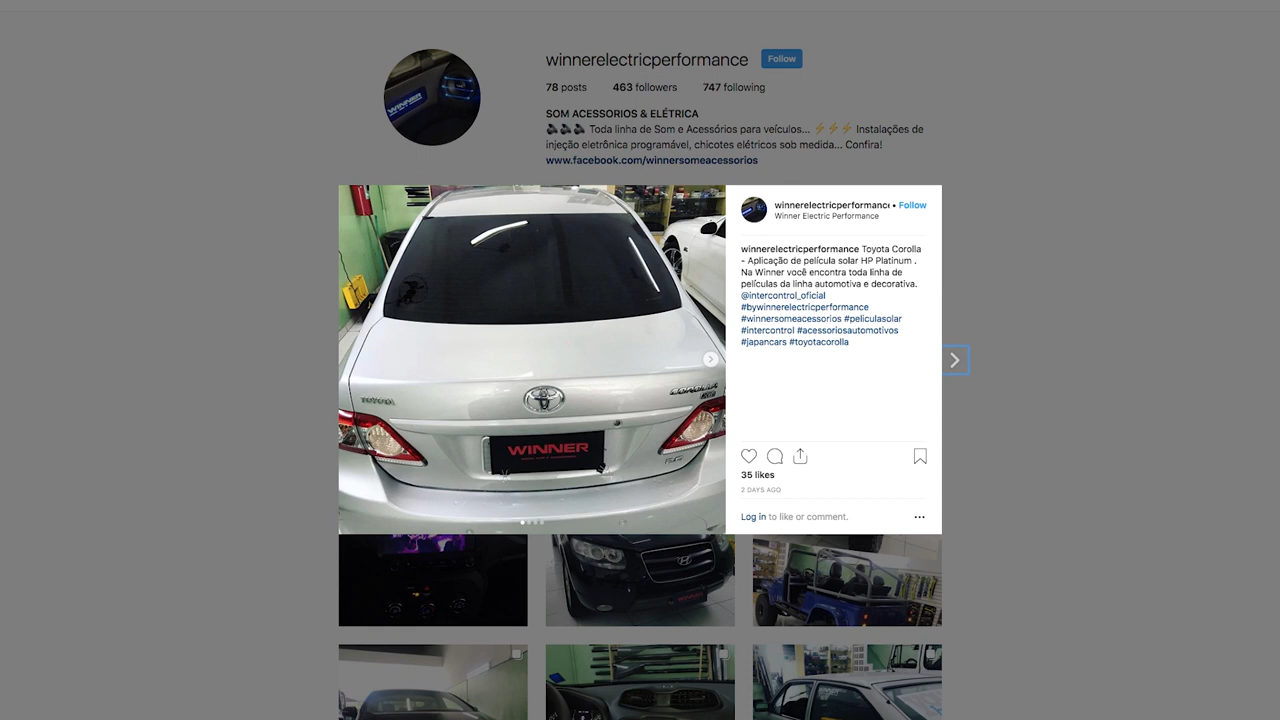 winnerelectricperformance Follow
78 posts 463 followers 747 following
SOM ACESSORIOS & ELÉTRICA
🔊🔊🔊 Toda linha de Som e Acessórios para veículos... ⚡⚡⚡ Instalações de
injeção eletrônica programável, chicotes elétricos sob medida... Confira!
www.facebook.com/winnersomeacessorios
WINNER
winnerelectricperformance • Follow
Winner Electric Performance
winnerelectricperformance Toyota Corolla
- Aplicação de película solar HP Platinum .
Na Winner você encontra toda linha de
películas da linha automotiva e decorativa.
@intercontrol_oficial
#bywinnerelectricperformance
#winnersomeacessorios #peliculasolar
#intercontrol #acessoriosautomotivos
#japancars #toyotacorolla
TOYOTA
COROLLA
WINNER
35 likes
2 DAYS AGO
Log in to like or comment.
WINNER